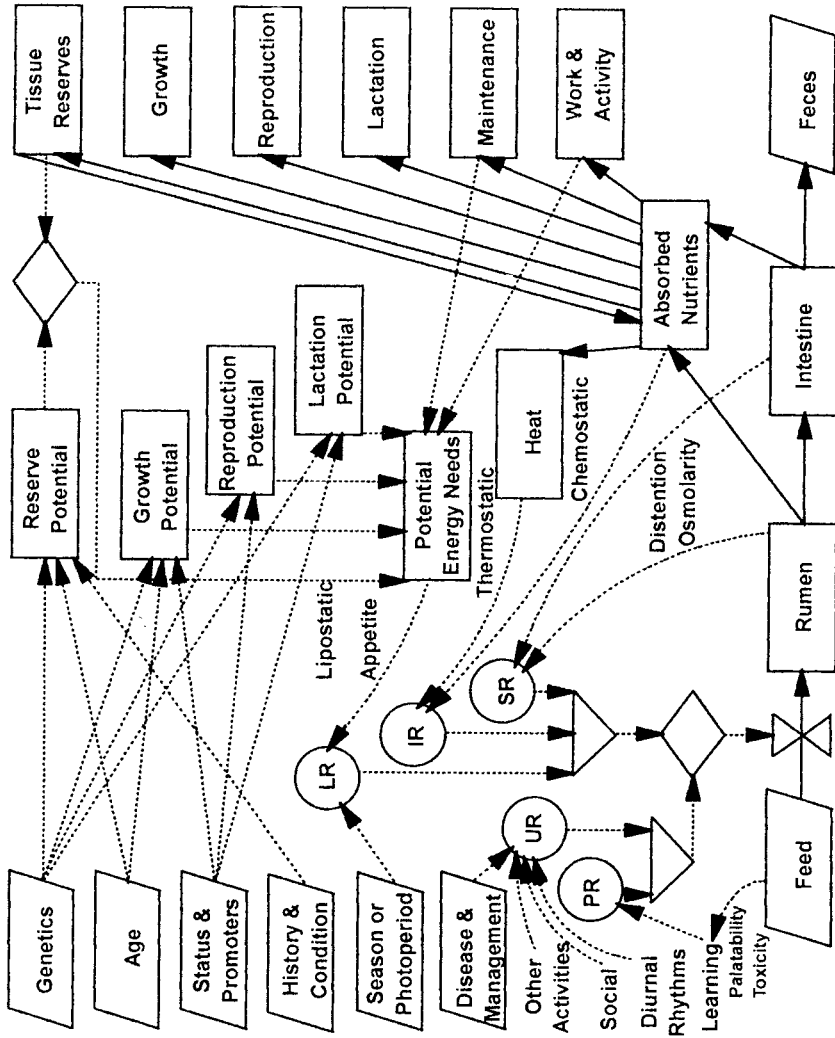 Genetics
Age
Status &
Promoters
History &
Condition
Season or
Photoperiod
Disease &
Management
Other
Activities
Social
Diurnal
Rhythms
Learning
Palatability
Toxicity
Feed
LR
IR
SR
UR
PR
Lipostatic
Appetite
Thermostatic
Chemostatic
Distention
Osmolarity
Reserve
Potential
Growth
Potential
Reproduction
Potential
Lactation
Potential
Potential
Energy Needs
Heat
Rumen
Intestine
Absorbed
Nutrients
Tissue
Reserves
Growth
Reproduction
Lactation
Maintenance
Work &
Activity
Feces